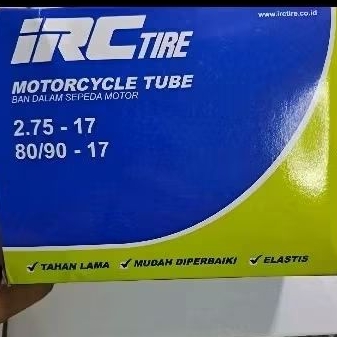 www.irctire.co.id
iRC TIRE
MOTORCYCLE TUBE
BAN DALAM SEPEDA MOTOR
2.75 - 17
80/90 - 17
✓ TAHAN LAMA ✓ MUDAH DIPERBAIKI ✓ ELASTIS